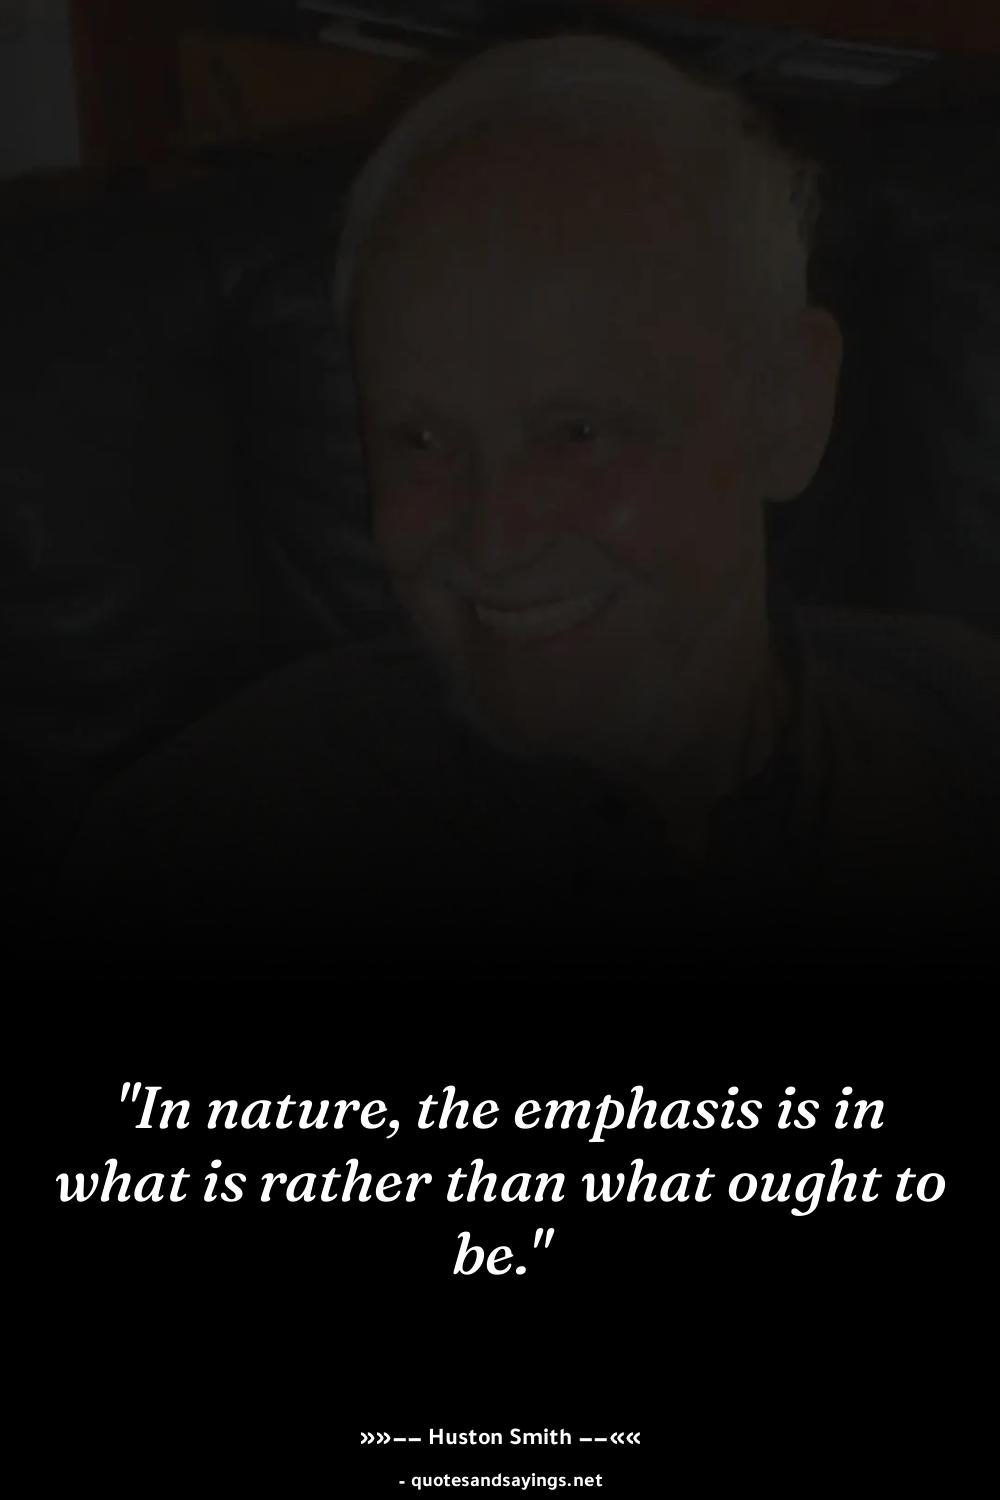 "In nature, the emphasis is in
what is rather than what ought to
be."
»»−− Huston Smith −−««
- quotesandsayings.net